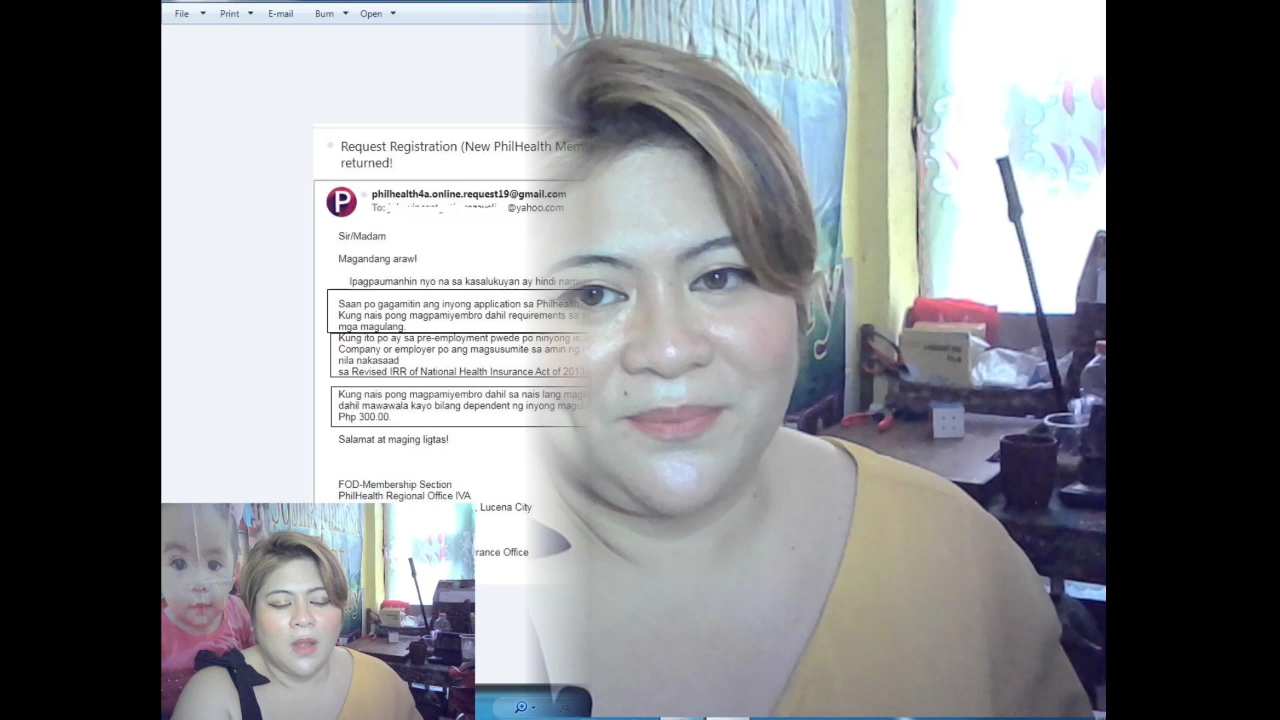 File Print E-mail Burn Open
Request Registration (New PhilHealth Mem
returned!
P philhealth4a.online.request19@gmail.com
To: @yahoo.com
Sir/Madam
Magandang araw!
Ipagpaumanhin nyo na sa kasalukuyan ay hindi
Saan po gagamitin ang inyong application sa Philhealth
Kung nais pong magpamiyembro dahil requirements sa
mga magulang.
Kung ito po ay sa pre-employment pwede po ninyong
Company or employer po ang magsusumite sa amin ng
nila nakasaad
sa Revised IRR of National Health Insurance Act of 2013
Kung nais pong magpamiyembro dahil sa nais lang
dahil mawawala kayo bilang dependent ng inyong
Php 300.00.
Salamat at maging ligtas!
FOD-Membership Section
PhilHealth Regional Office IVA
, Lucena City
rance Office